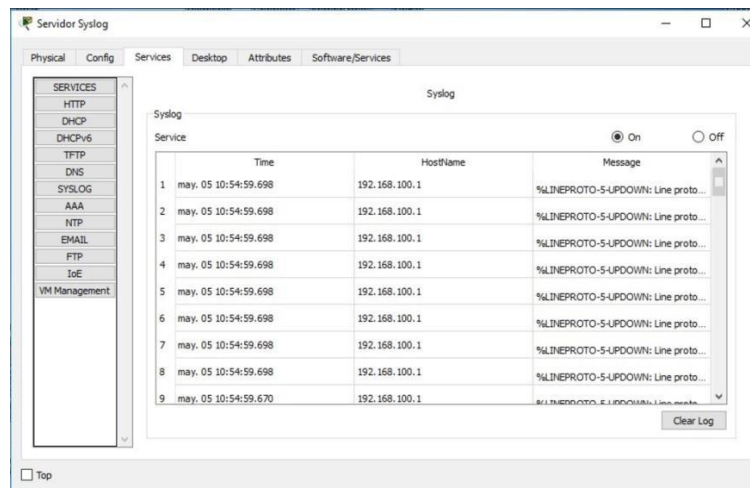 Servidor Syslog
Physical Config Services Desktop Attributes Software/Services
SERVICES
HTTP
DHCP
DHCPv6
TFTP
DNS
SYSLOG
AAA
NTP
EMAIL
FTP
IoE
VM Management
Syslog
Syslog
Service On Off
Time HostName Message
1 may. 05 10:54:59.698 192.168.100.1 %LINEPROTO-5-UPDOWN: Line proto...
2 may. 05 10:54:59.698 192.168.100.1 %LINEPROTO-5-UPDOWN: Line proto...
3 may. 05 10:54:59.698 192.168.100.1 %LINEPROTO-5-UPDOWN: Line proto...
4 may. 05 10:54:59.698 192.168.100.1 %LINEPROTO-5-UPDOWN: Line proto...
5 may. 05 10:54:59.698 192.168.100.1 %LINEPROTO-5-UPDOWN: Line proto...
6 may. 05 10:54:59.698 192.168.100.1 %LINEPROTO-5-UPDOWN: Line proto...
7 may. 05 10:54:59.698 192.168.100.1 %LINEPROTO-5-UPDOWN: Line proto...
8 may. 05 10:54:59.698 192.168.100.1 %LINEPROTO-5-UPDOWN: Line proto...
9 may. 05 10:54:59.670 192.168.100.1 %LINEPROTO-5-UPDOWN: Line proto...
Clear Log
Top